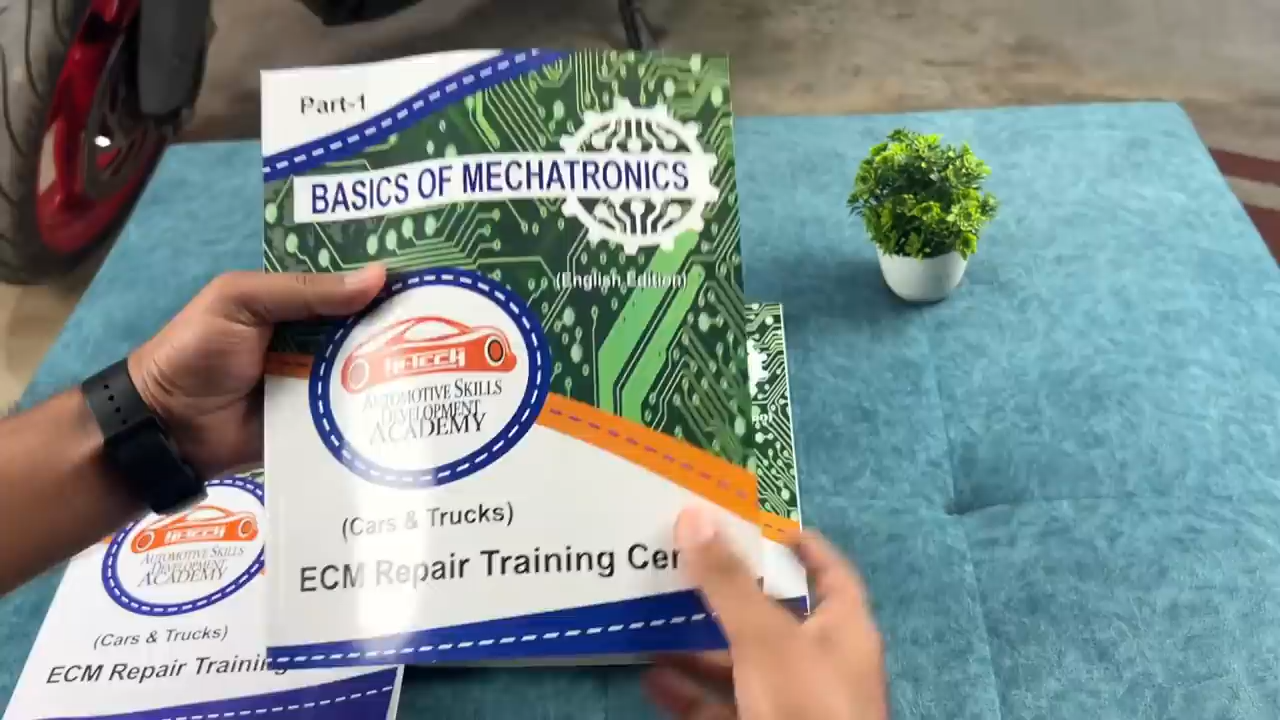 Part-1
BASICS OF MECHATRONICS
(English Edition)
Hi-Tech
AUTOMOTIVE SKILLS
DEVELOPMENT
ACADEMY
(Cars & Trucks)
ECM Repair Training Cen
Hi-Tech
AUTOMOTIVE SKILLS
DEVELOPMENT
ACADEMY
(Cars & Trucks)
ECM Repair Training